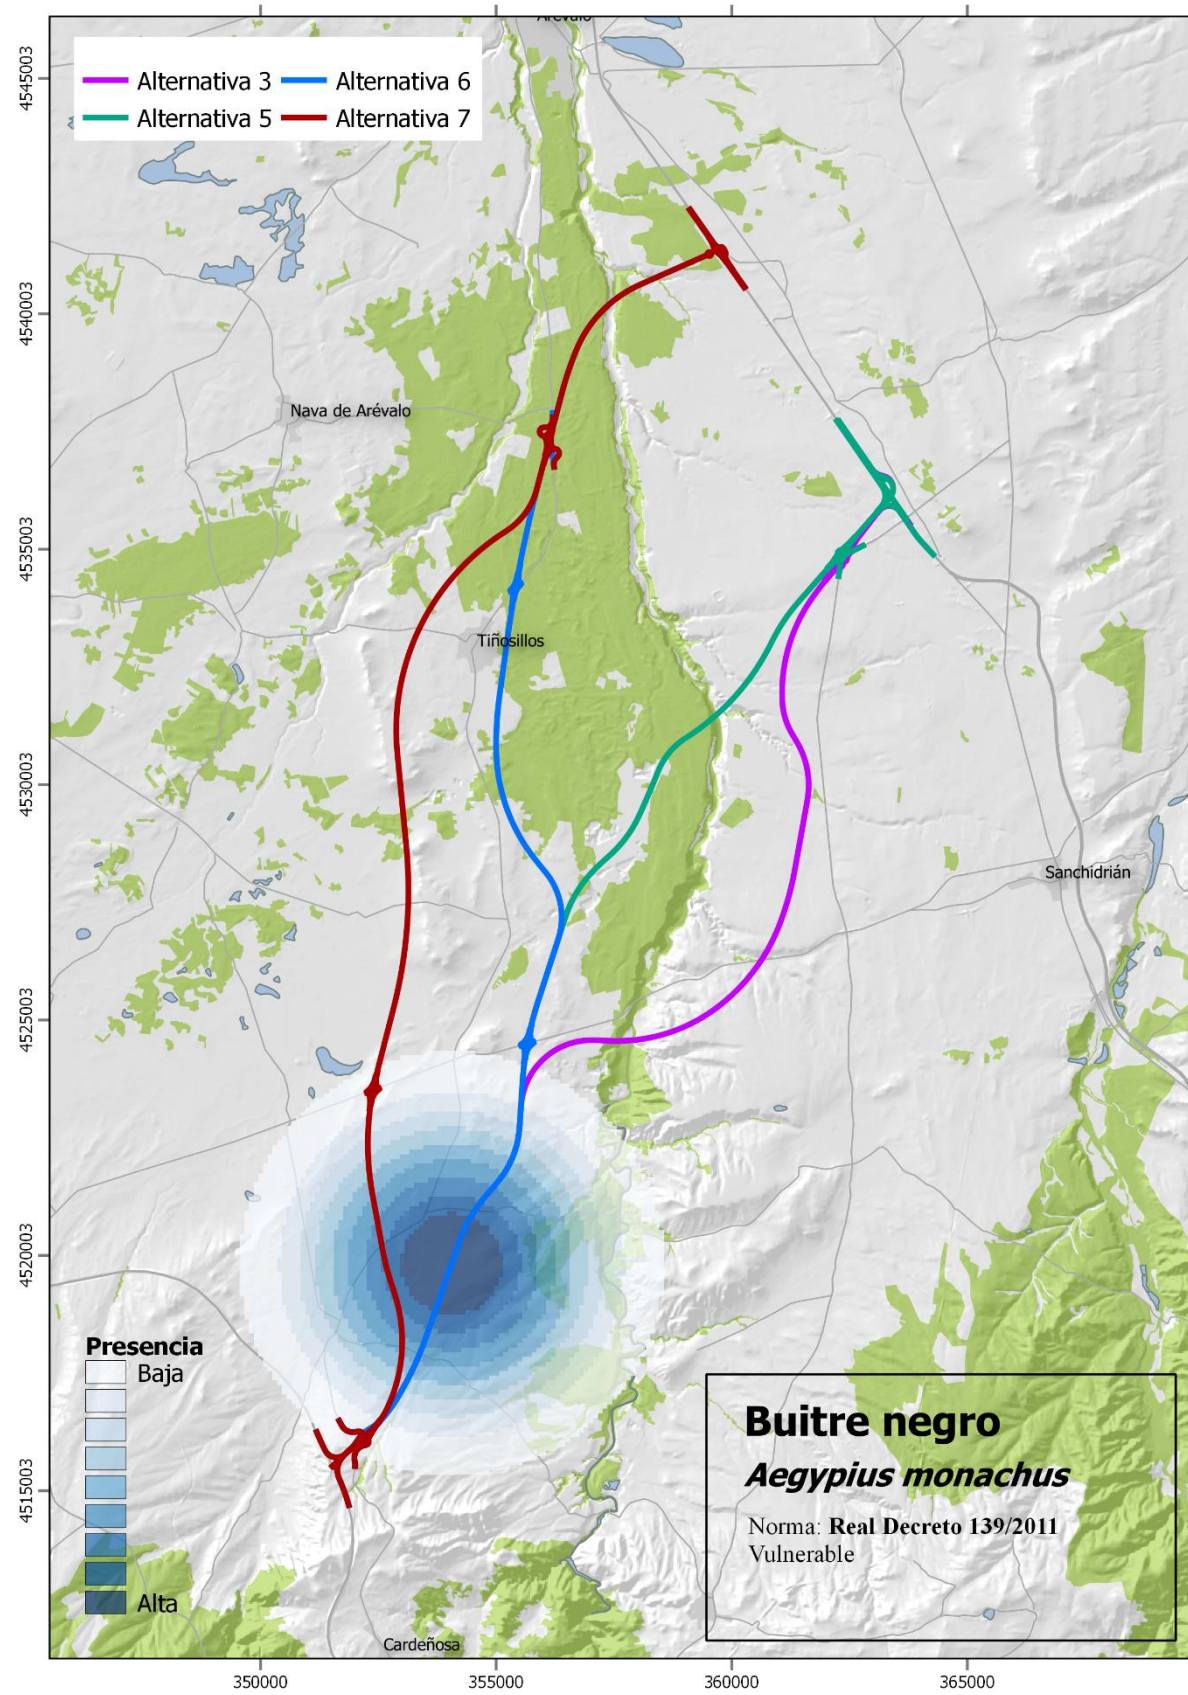 Arévalo
Alternativa 3
Alternativa 6
Alternativa 5
Alternativa 7
4545003
4540003
4535003
4530003
4525003
4520003
4515003
Nava de Arévalo
Tiñosillos
Sanchidrián
Presencia
Baja
Alta
Buitre negro
Aegypius monachus
Norma: Real Decreto 139/2011
Vulnerable
Cardeñosa
350000
355000
360000
365000